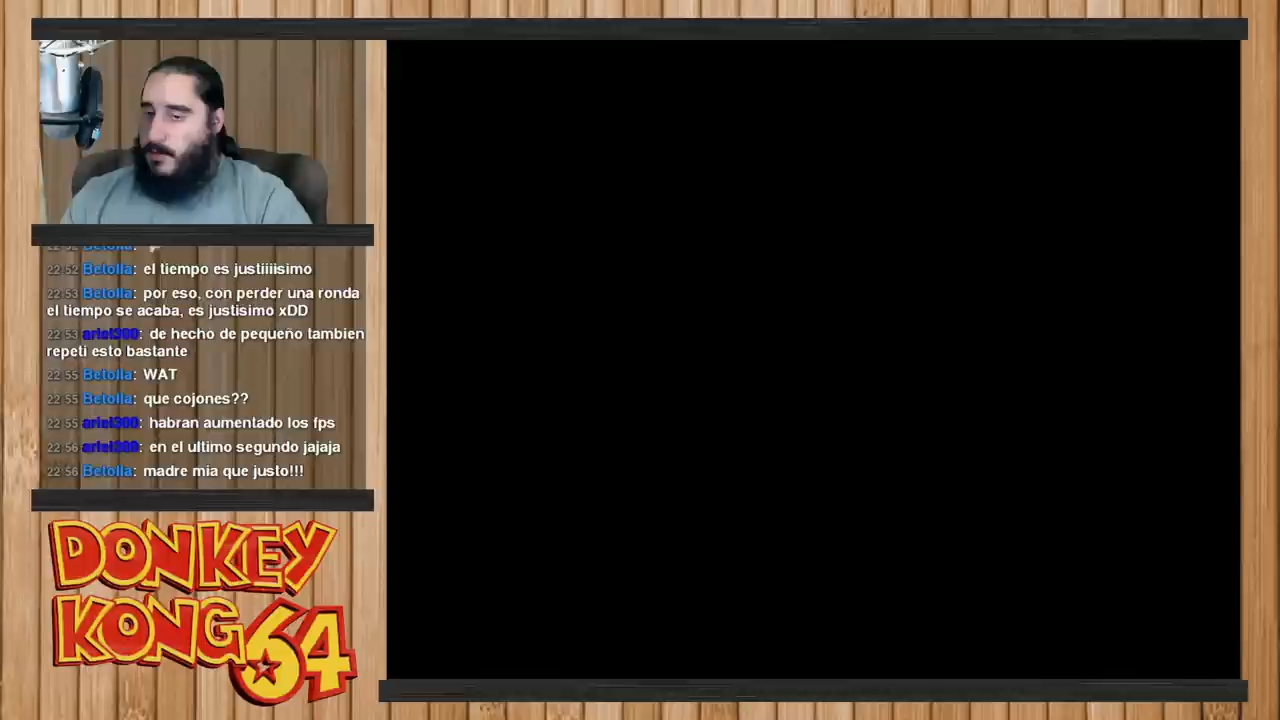 22:52 Betolla:
22:52 Betolla: el tiempo es justiiiisimo
22:53 Betolla: por eso, con perder una ronda
el tiempo se acaba, es justisimo xDD
22:53 ariel300: de hecho de pequeño tambien
repeti esto bastante
22:55 Betolla: WAT
22:55 Betolla: que cojones??
22:55 ariel300: habran aumentado los fps
22:56 ariel300: en el ultimo segundo jajaja
22:56 Betolla: madre mia que justo!!!
DONKEY
KONG 64